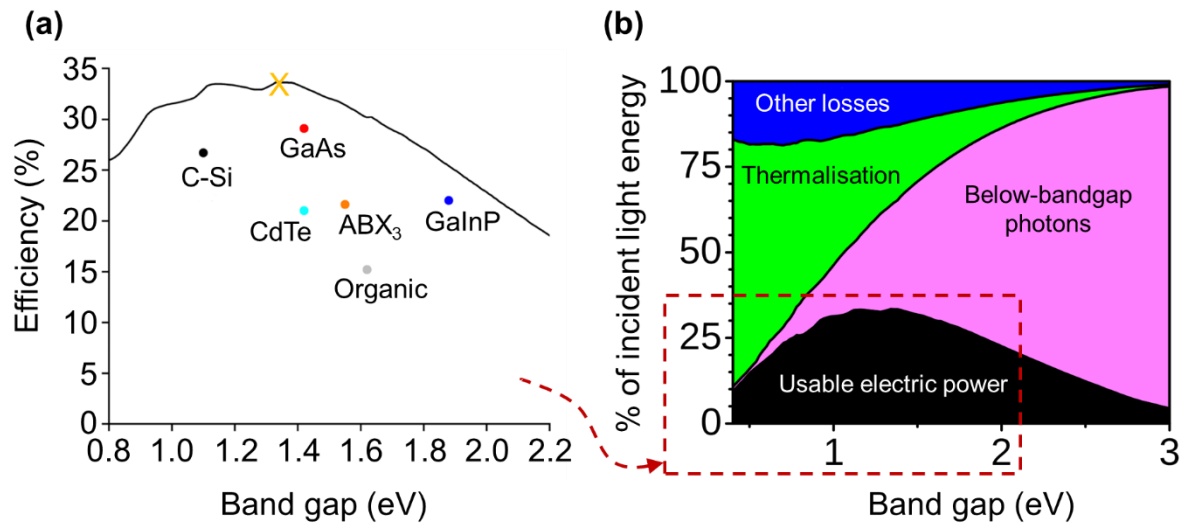 (a)
Efficiency (%)
35
30
25
20
15
10
5
0
C-Si
GaAs
CdTe
ABX₃
GaInP
Organic
0.8 1.0 1.2 1.4 1.6 1.8 2.0 2.2
Band gap (eV)
(b)
% of incident light energy
100
75
50
25
0
Other losses
Thermalisation
Below-bandgap
photons
Usable electric power
1 2 3
Band gap (eV)